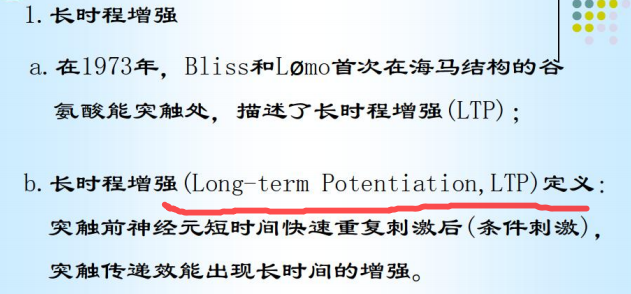 1. 长时程增强
a. 在1973年，Bliss和Lømo首次在海马结构的谷
氨酸能突触处，描述了长时程增强(LTP)；
b. 长时程增强(Long-term Potentiation,LTP)定义：
突触前神经元短时间快速重复刺激后(条件刺激)，
突触传递效能出现长时间的增强。